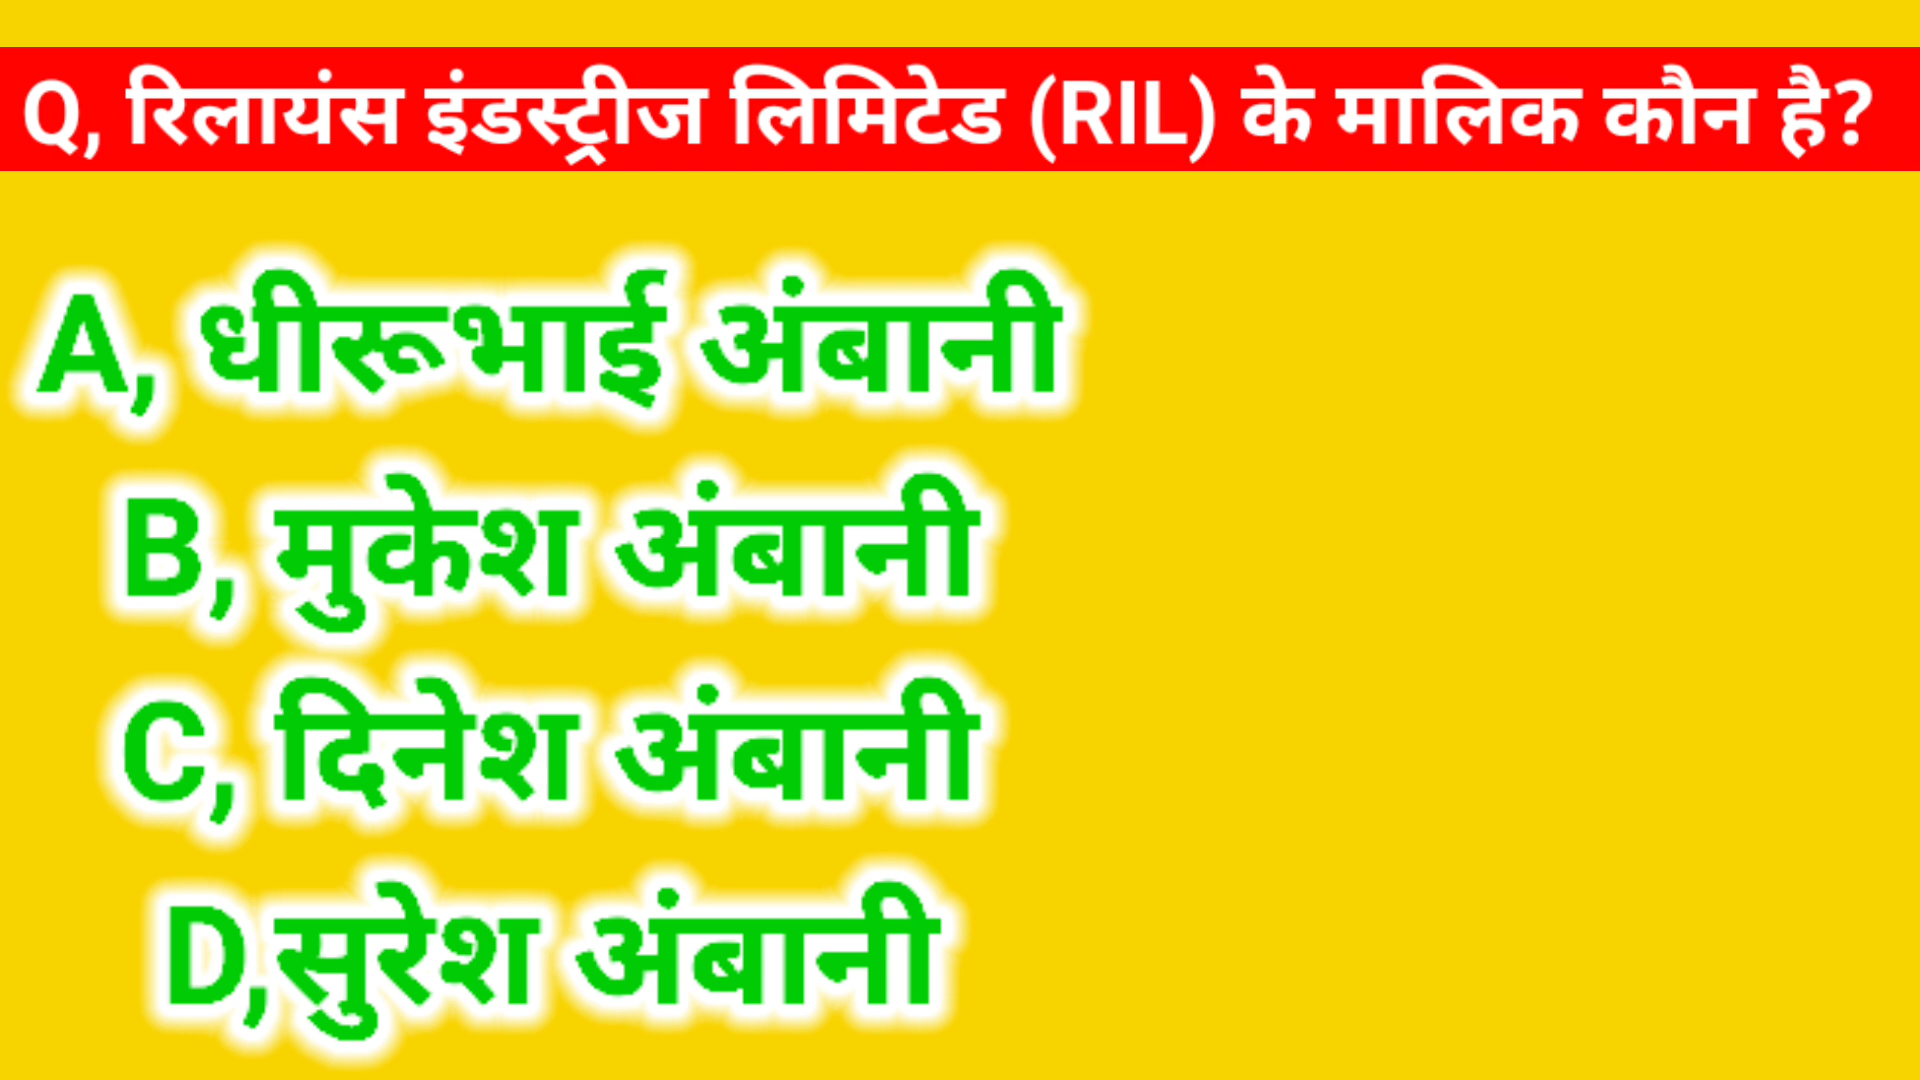 Q, रिलायंस इंडस्ट्रीज लिमिटेड (RIL) के मालिक कौन है?
A, धीरूभाई अंबानी
B, मुकेश अंबानी
C, दिनेश अंबानी
D,सुरेश अंबानी